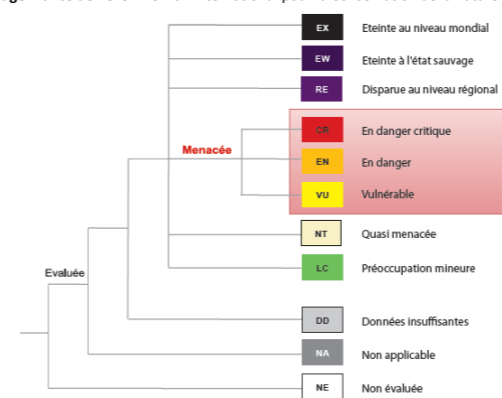 EX Eteinte au niveau mondial
EW Eteinte à l'état sauvage
RE Disparue au niveau régional
CR En danger critique
Menacée
EN En danger
VU Vulnérable
NT Quasi menacée
LC Préoccupation mineure
Evaluée
DD Données insuffisantes
NA Non applicable
NE Non évaluée